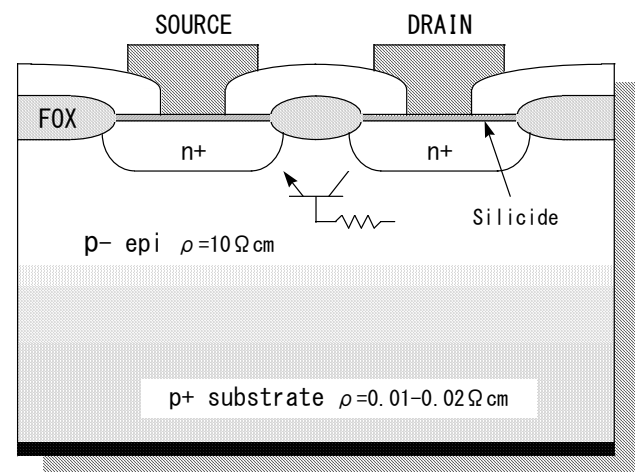 SOURCE
DRAIN
FOX
n+
n+
Silicide
p- epi ρ=10Ωcm
p+ substrate ρ=0.01-0.02Ωcm